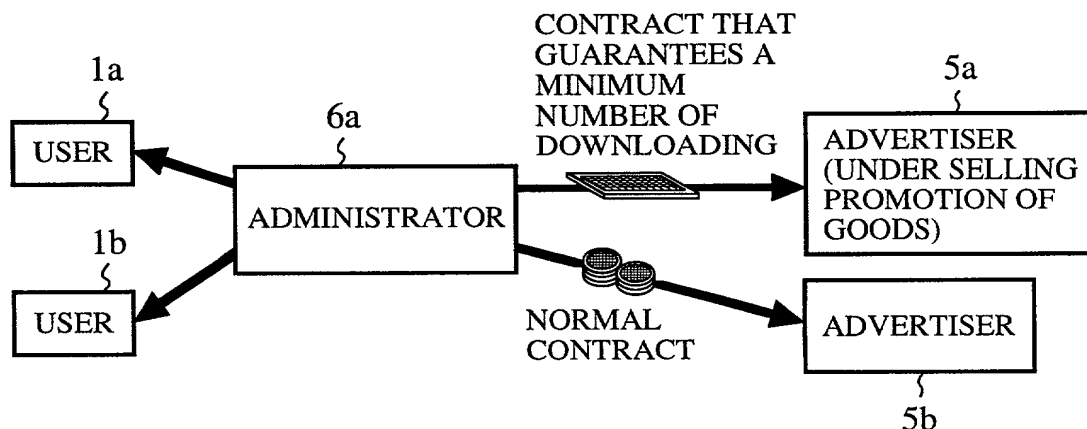 1a
USER
1b
USER
6a
ADMINISTRATOR
CONTRACT THAT
GUARANTEES A
MINIMUM
NUMBER OF
DOWNLOADING
NORMAL
CONTRACT
5a
ADVERTISER
(UNDER SELLING
PROMOTION OF
GOODS)
ADVERTISER
5b